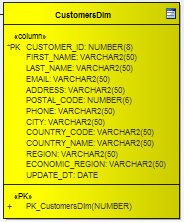 CustomersDim
«column»
*PK CUSTOMER_ID: NUMBER(8)
FIRST_NAME: VARCHAR2(50)
LAST_NAME: VARCHAR2(50)
EMAIL: VARCHAR2(50)
ADDRESS: VARCHAR2(50)
POSTAL_CODE: NUMBER(6)
PHONE: VARCHAR2(50)
CITY: VARCHAR2(50)
COUNTRY_CODE: VARCHAR2(50)
COUNTRY_NAME: VARCHAR2(50)
REGION: VARCHAR2(50)
ECONOMIC_REGION: VARCHAR2(50)
UPDATE_DT: DATE
«PK»
+ PK_CustomersDim(NUMBER)